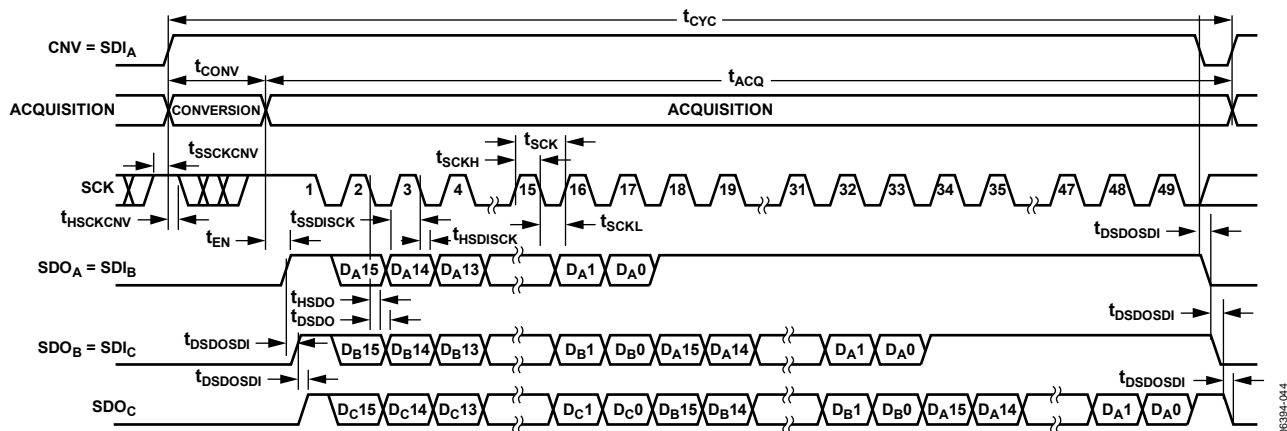 tCYC
CNV = SDIA
tCONV
tACQ
ACQUISITION
CONVERSION
ACQUISITION
tSSCKCNV
tSCK
tSCKH
SCK
1 2 3 4 15 16 17 18 19 31 32 33 34 35 47 48 49
tHSCKCNV
tSSDISCK
tHSDISCK
tSCKL
tEN
tDSDOSDI
SDOA = SDIB
DA15 DA14 DA13 DA1 DA0
tHSDO
tDSDO
tDSDOSDI
tDSDOSDI
SDOB = SDIC
DB15 DB14 DB13 DB1 DB0 DA15 DA14 DA1 DA0
tDSDOSDI
tDSDOSDI
SDOC
DC15 DC14 DC13 DC1 DC0 DB15 DB14 DB1 DB0 DA15 DA14 DA1 DA0
08394-044